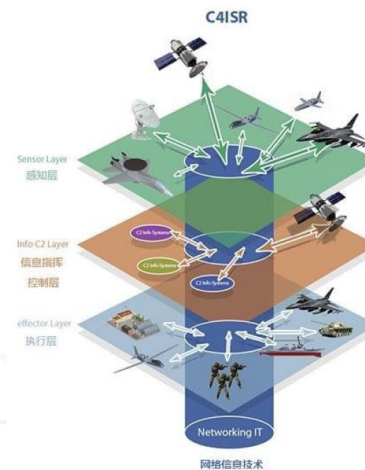 C4ISR
Sensor Layer
感知层
Info C2 Layer
信息指挥
控制层
C2 Info Systems
C2 Info Systems
C2 Info Systems
effector Layer
执行层
Networking IT
网络信息技术